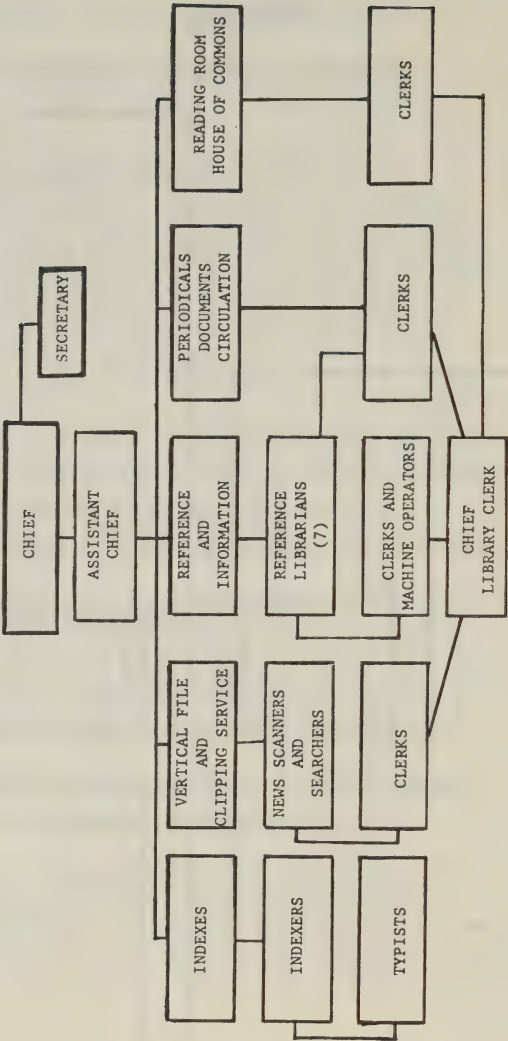 CHIEF
SECRETARY
ASSISTANT
CHIEF
INDEXES
VERTICAL FILE
AND
CLIPPING SERVICE
REFERENCE
AND
INFORMATION
PERIODICALS
DOCUMENTS
CIRCULATION
READING ROOM
HOUSE OF COMMONS
INDEXERS
NEWS SCANNERS
AND
SEARCHERS
REFERENCE
LIBRARIANS
(7)
TYPISTS
CLERKS
CLERKS AND
MACHINE OPERATORS
CLERKS
CLERKS
CHIEF
LIBRARY CLERK